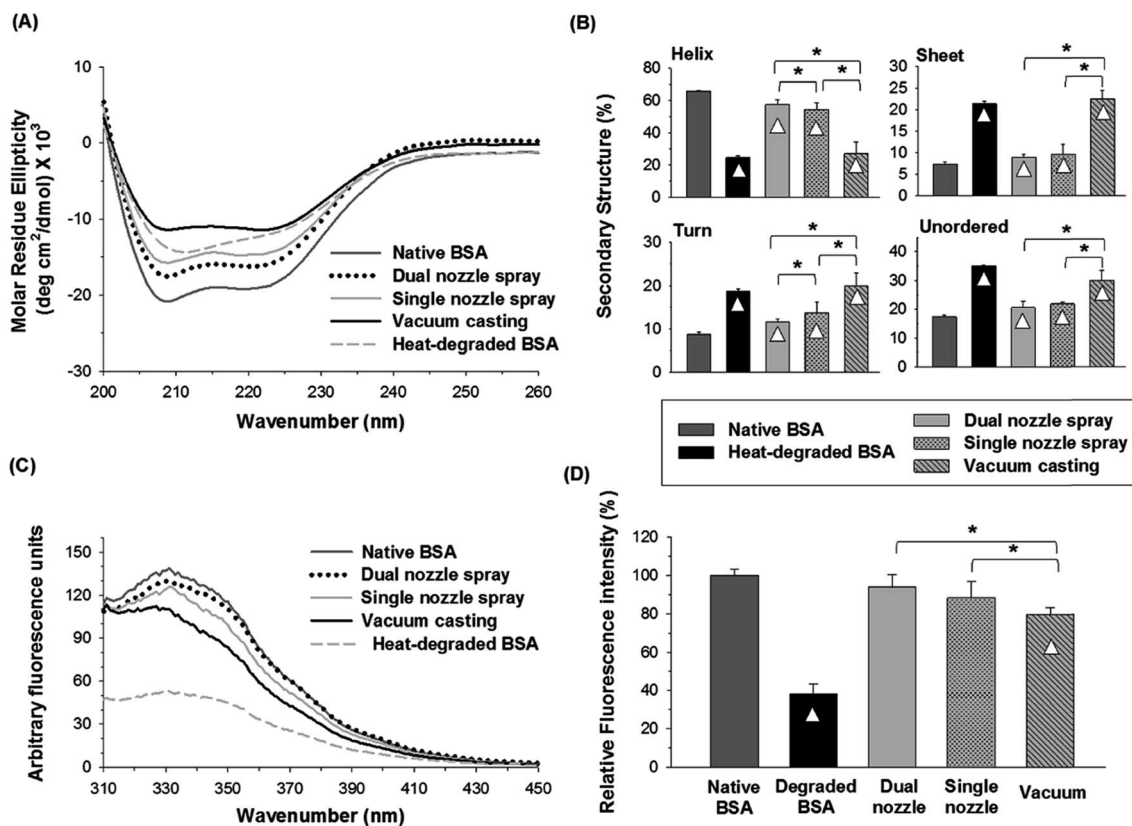 (A)
Molar Residue Ellipticity
(deg cm²/dmol) X 10³
10
0
-10
-20
-30
200
210
220
230
240
250
260
Wavenumber (nm)
Native BSA
Dual nozzle spray
Single nozzle spray
Vacuum casting
Heat-degraded BSA
(B)
Secondary Structure (%)
Helix
80
60
40
20
0
*
*
*
Sheet
30
25
20
15
10
5
0
*
*
Turn
30
20
10
0
*
*
*
Unordered
50
40
30
20
10
0
*
*
Native BSA
Heat-degraded BSA
Dual nozzle spray
Single nozzle spray
Vacuum casting
(C)
Arbitrary fluorescence units
150
120
90
60
30
0
310
330
350
370
390
410
430
450
Wavenumber (nm)
Native BSA
Dual nozzle spray
Single nozzle spray
Vacuum casting
Heat-degraded BSA
(D)
Relative Fluorescence Intensity (%)
120
100
80
60
40
20
0
*
*
Native
BSA
Degraded
BSA
Dual
nozzle
Single
nozzle
Vacuum